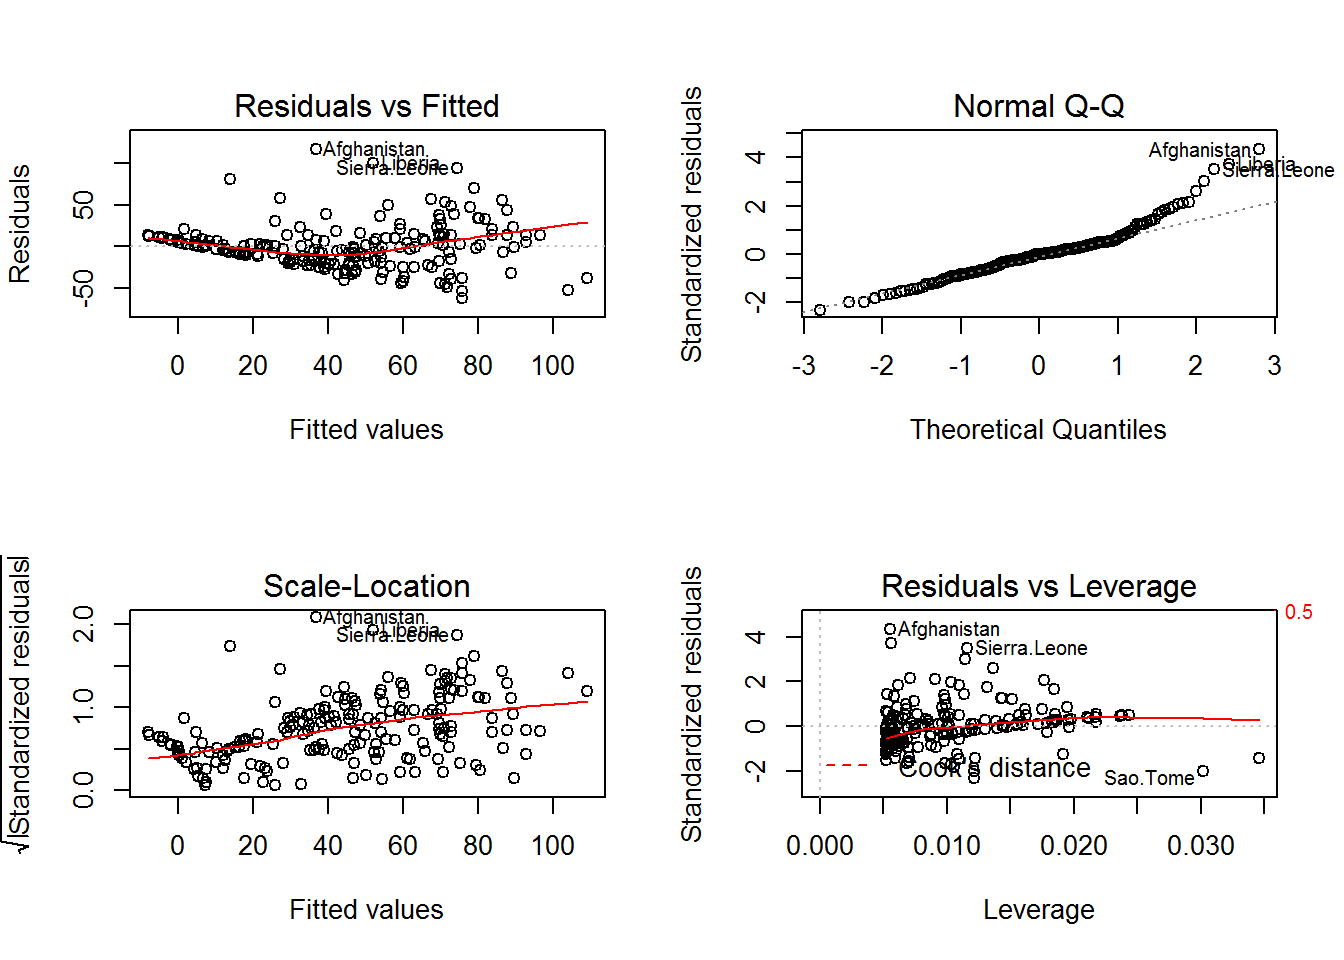 Residuals vs Fitted
Residuals
50
-50
Afghanistan
Liberia
Sierra.Leone
0 20 40 60 80 100
Fitted values
Normal Q-Q
Standardized residuals
4
2
0
-2
Afghanistan
Liberia
Sierra.Leone
-3 -2 -1 0 1 2 3
Theoretical Quantiles
Scale-Location
√|Standardized residuals|
2.0
1.0
0.0
Afghanistan
Liberia
Sierra.Leone
0 20 40 60 80 100
Fitted values
Residuals vs Leverage
Standardized residuals
4
2
0
-2
0.5
Afghanistan
Sierra.Leone
Cook's distance
Sao.Tome
0.000 0.010 0.020 0.030
Leverage